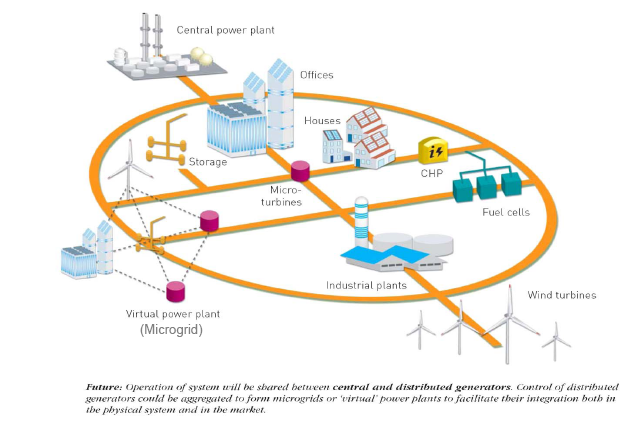 Central power plant
Offices
Houses
Storage
CHP
Micro-
turbines
Fuel cells
Industrial plants
Wind turbines
Virtual power plant
(Microgrid)
Future: Operation of system will be shared between central and distributed generators. Control of distributed
generators could be aggregated to form microgrids or 'virtual' power plants to facilitate their integration both in
the physical system and in the market.